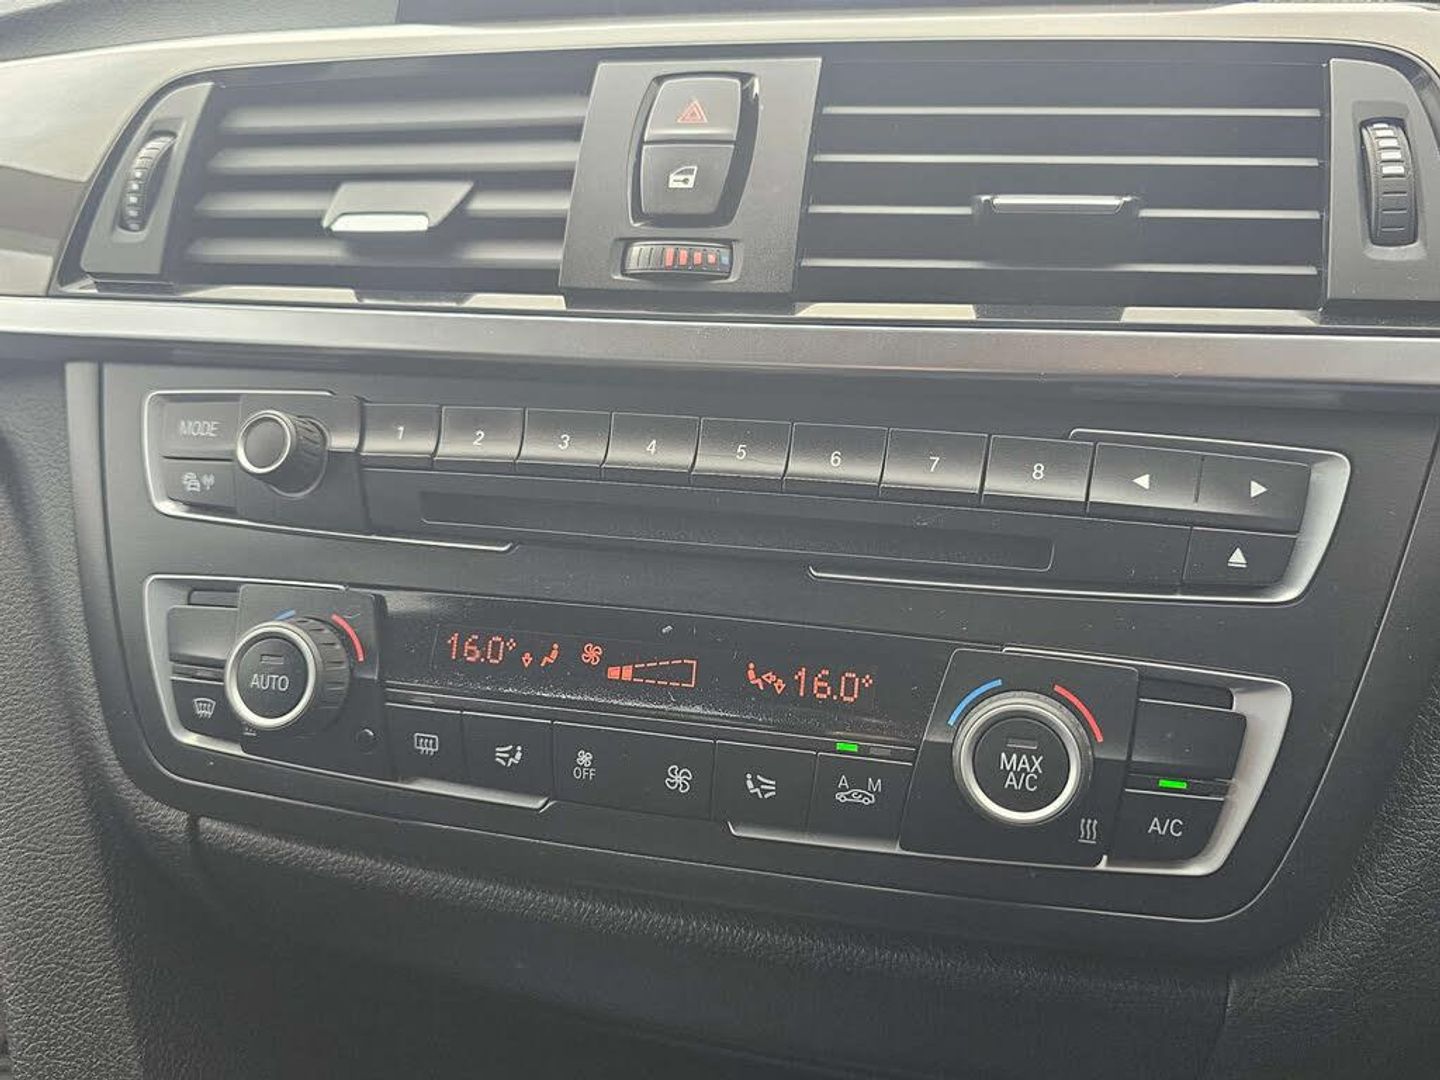 MODE 1 2 3 4 5 6 7 8
16.0° 16.0°
AUTO
OFF
A M
MAX
A/C
A/C